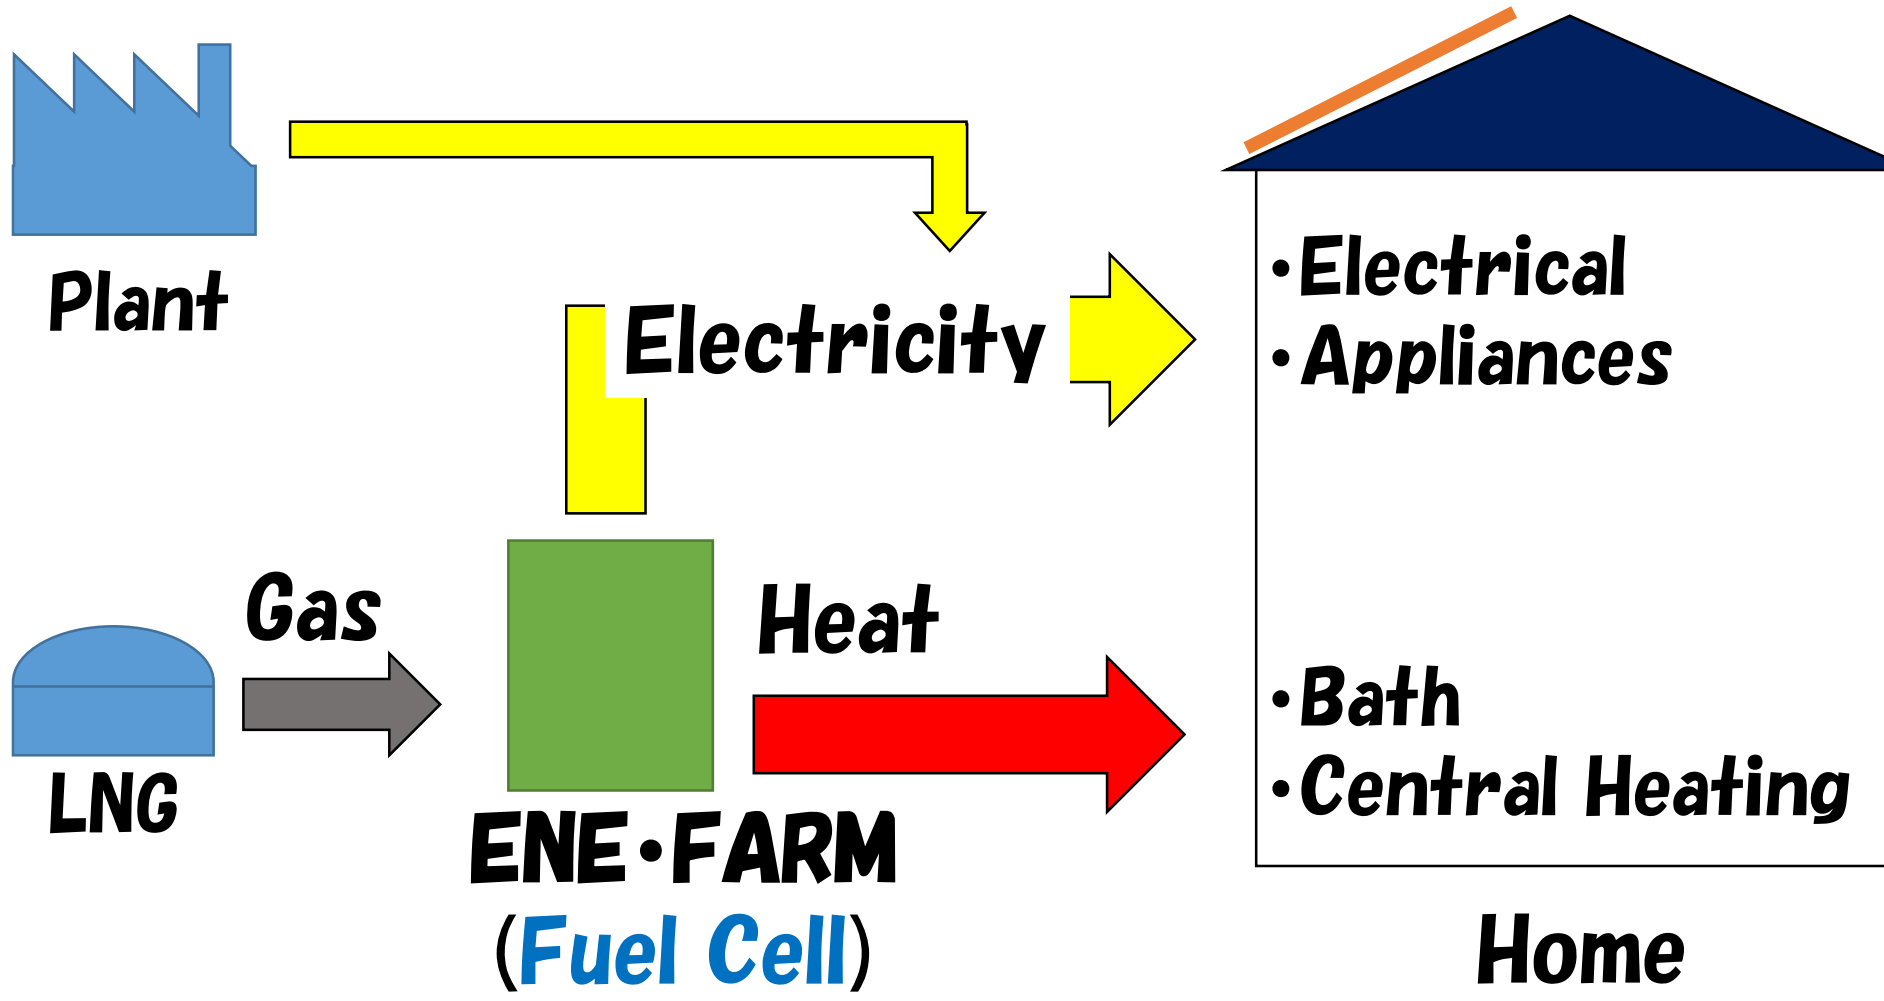 Plant
Electricity
・Electrical
・Appliances
Gas
Heat
LNG
ENE・FARM
(Fuel Cell)
・Bath
・Central Heating
Home